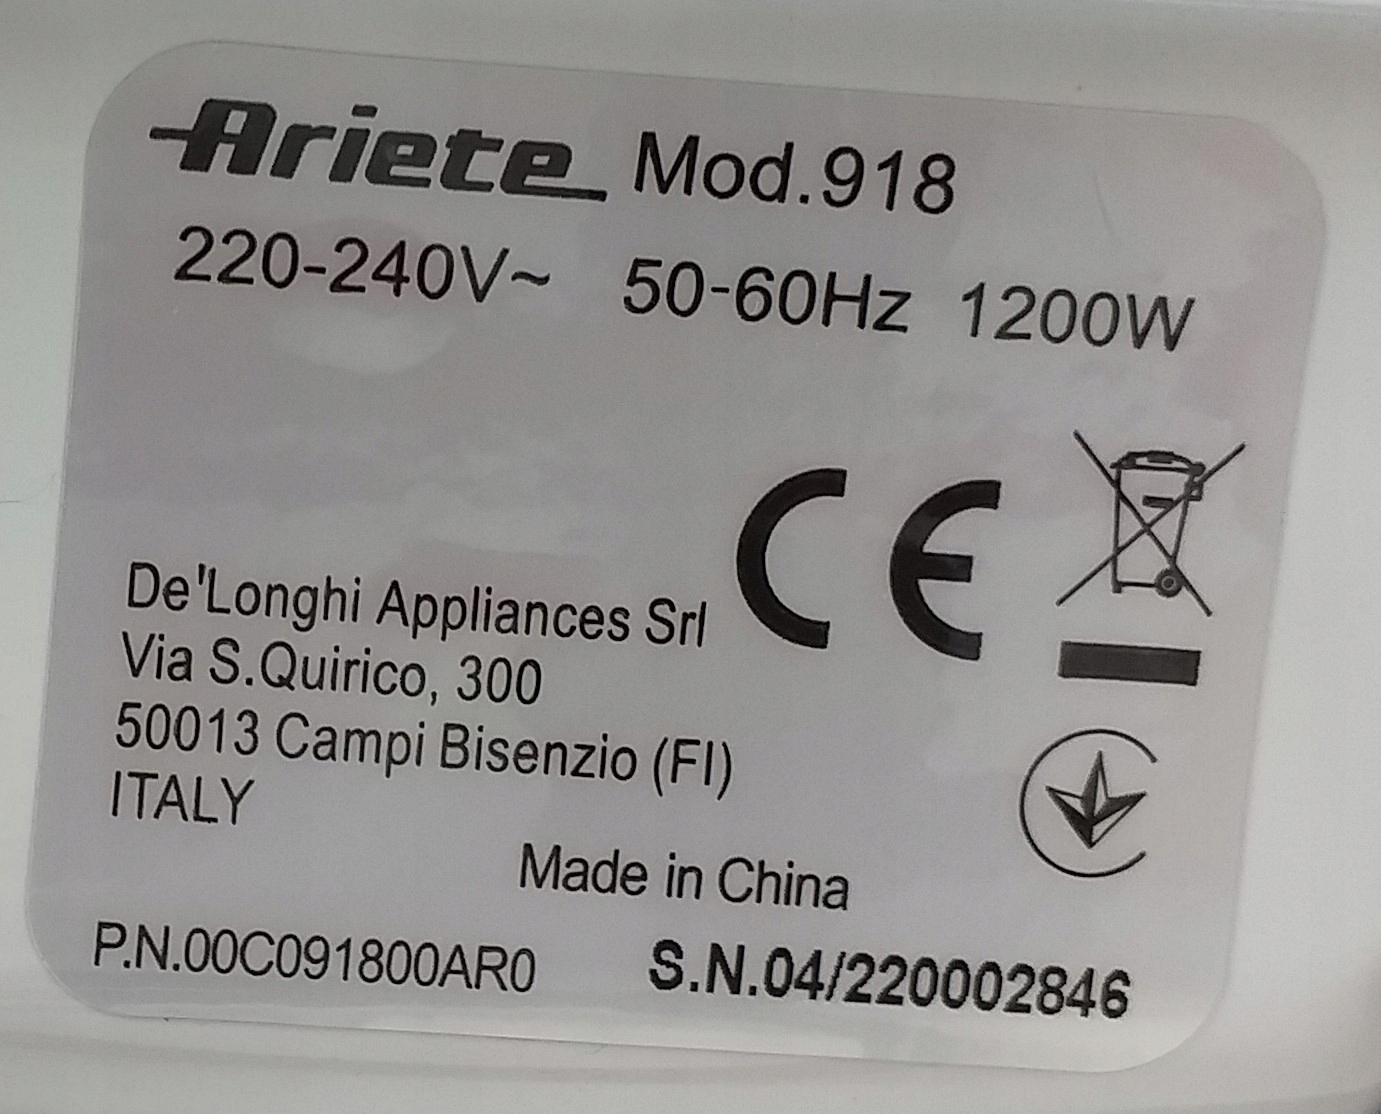 Ariete Mod.918
220-240V~ 50-60Hz 1200W
CE
De'Longhi Appliances Srl
Via S.Quirico, 300
50013 Campi Bisenzio (FI)
ITALY
Made in China
P.N.00C091800AR0 S.N.04/220002846